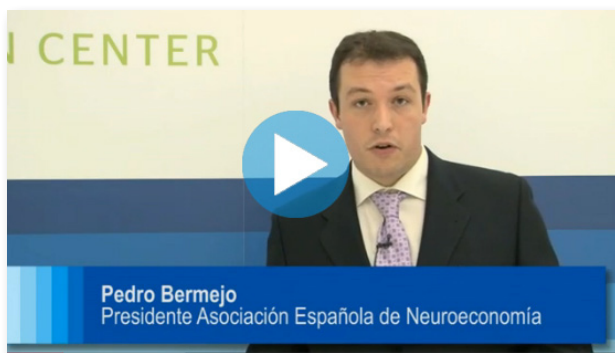 CENTER
Pedro Bermejo
Presidente Asociación Española de Neuroeconomía